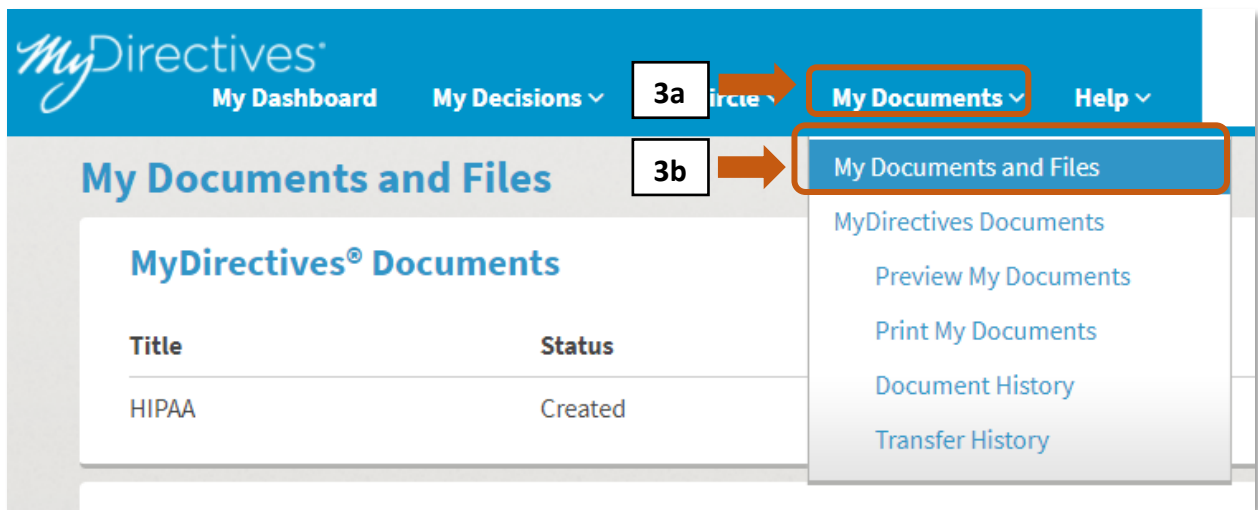 MyDirectives®
My Dashboard My Decisions 3a ircle My Documents Help
3b My Documents and Files
My Documents and Files
MyDirectives Documents
Preview My Documents
Print My Documents
Document History
Transfer History
MyDirectives® Documents
Title Status
HIPAA Created